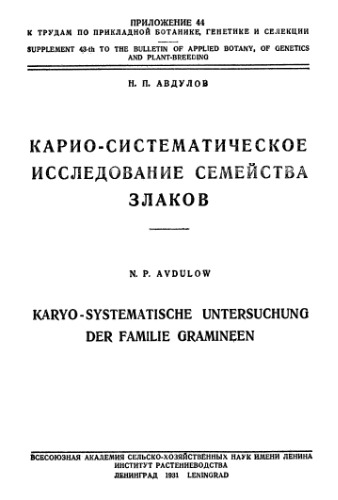 ПРИЛОЖЕНИЕ 44
К ТРУДАМ ПО ПРИКЛАДНОЙ БОТАНИКЕ, ГЕНЕТИКЕ И СЕЛЕКЦИИ
SUPPLEMENT 43-th TO THE BULLETIN OF APPLIED BOTANY, OF GENETICS
AND PLANT-BREEDING
Н. П. АВДУЛОВ
КАРИО-СИСТЕМАТИЧЕСКОЕ
ИССЛЕДОВАНИЕ СЕМЕЙСТВА
ЗЛАКОВ
N. P. AVDULOW
KARYO-SYSTEMATISCHE UNTERSUCHUNG
DER FAMILIE GRAMINEEN
ВСЕСОЮЗНАЯ АКАДЕМИЯ СЕЛЬСКО-ХОЗЯЙСТВЕННЫХ НАУК ИМЕНИ ЛЕНИНА
ИНСТИТУТ РАСТЕНИЕВОДСТВА
ЛЕНИНГРАД 1931 LENINGRAD